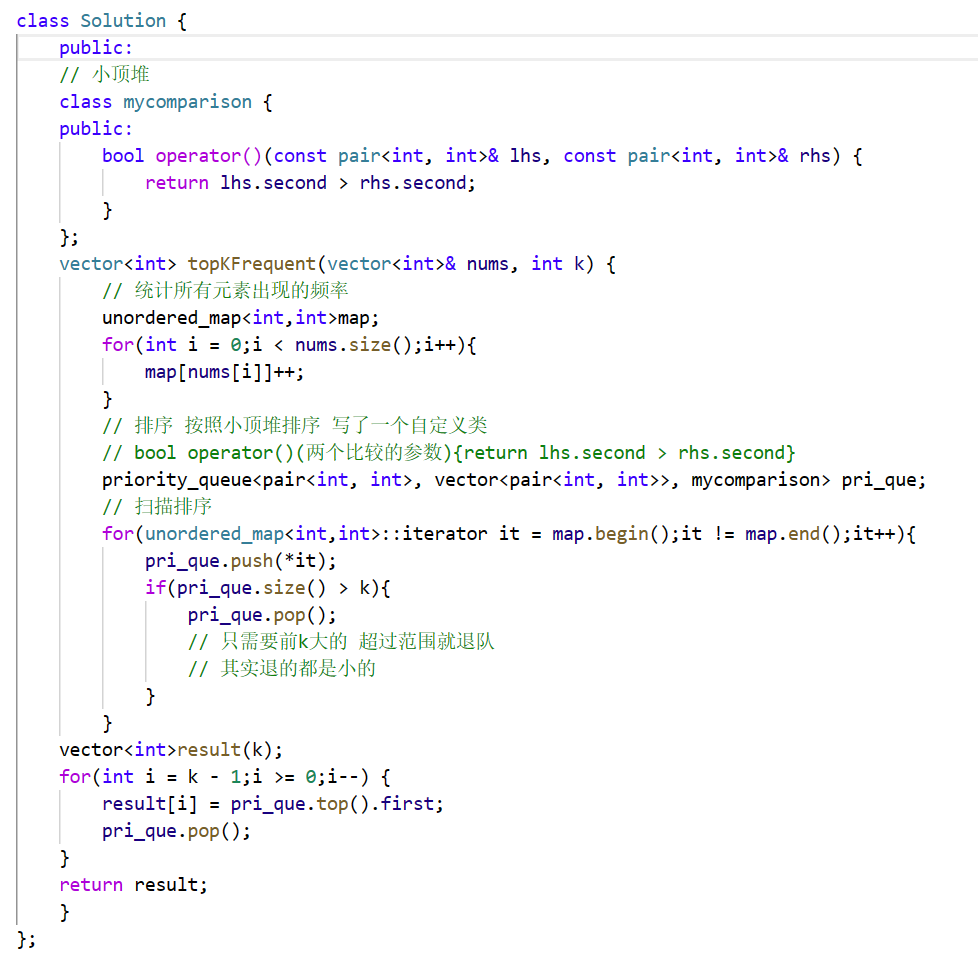 class Solution {
    public:
    // 小顶堆
    class mycomparison {
    public:
        bool operator()(const pair<int, int>& lhs, const pair<int, int>& rhs) {
            return lhs.second > rhs.second;
        }
    };
    vector<int> topKFrequent(vector<int>& nums, int k) {
        // 统计所有元素出现的频率
        unordered_map<int,int>map;
        for(int i = 0;i < nums.size();i++){
            map[nums[i]]++;
        }
        // 排序 按照小顶堆排序 写了一个自定义类
        // bool operator()(两个比较的参数){return lhs.second > rhs.second}
        priority_queue<pair<int, int>, vector<pair<int, int>>, mycomparison> pri_que;
        // 扫描排序
        for(unordered_map<int,int>::iterator it = map.begin();it != map.end();it++){
            pri_que.push(*it);
            if(pri_que.size() > k){
                pri_que.pop();
                // 只需要前k大的 超过范围就退队
                // 其实退的都是小的
            }
        }
    vector<int>result(k);
    for(int i = k - 1;i >= 0;i--) {
        result[i] = pri_que.top().first;
        pri_que.pop();
    }
    return result;
    }
};